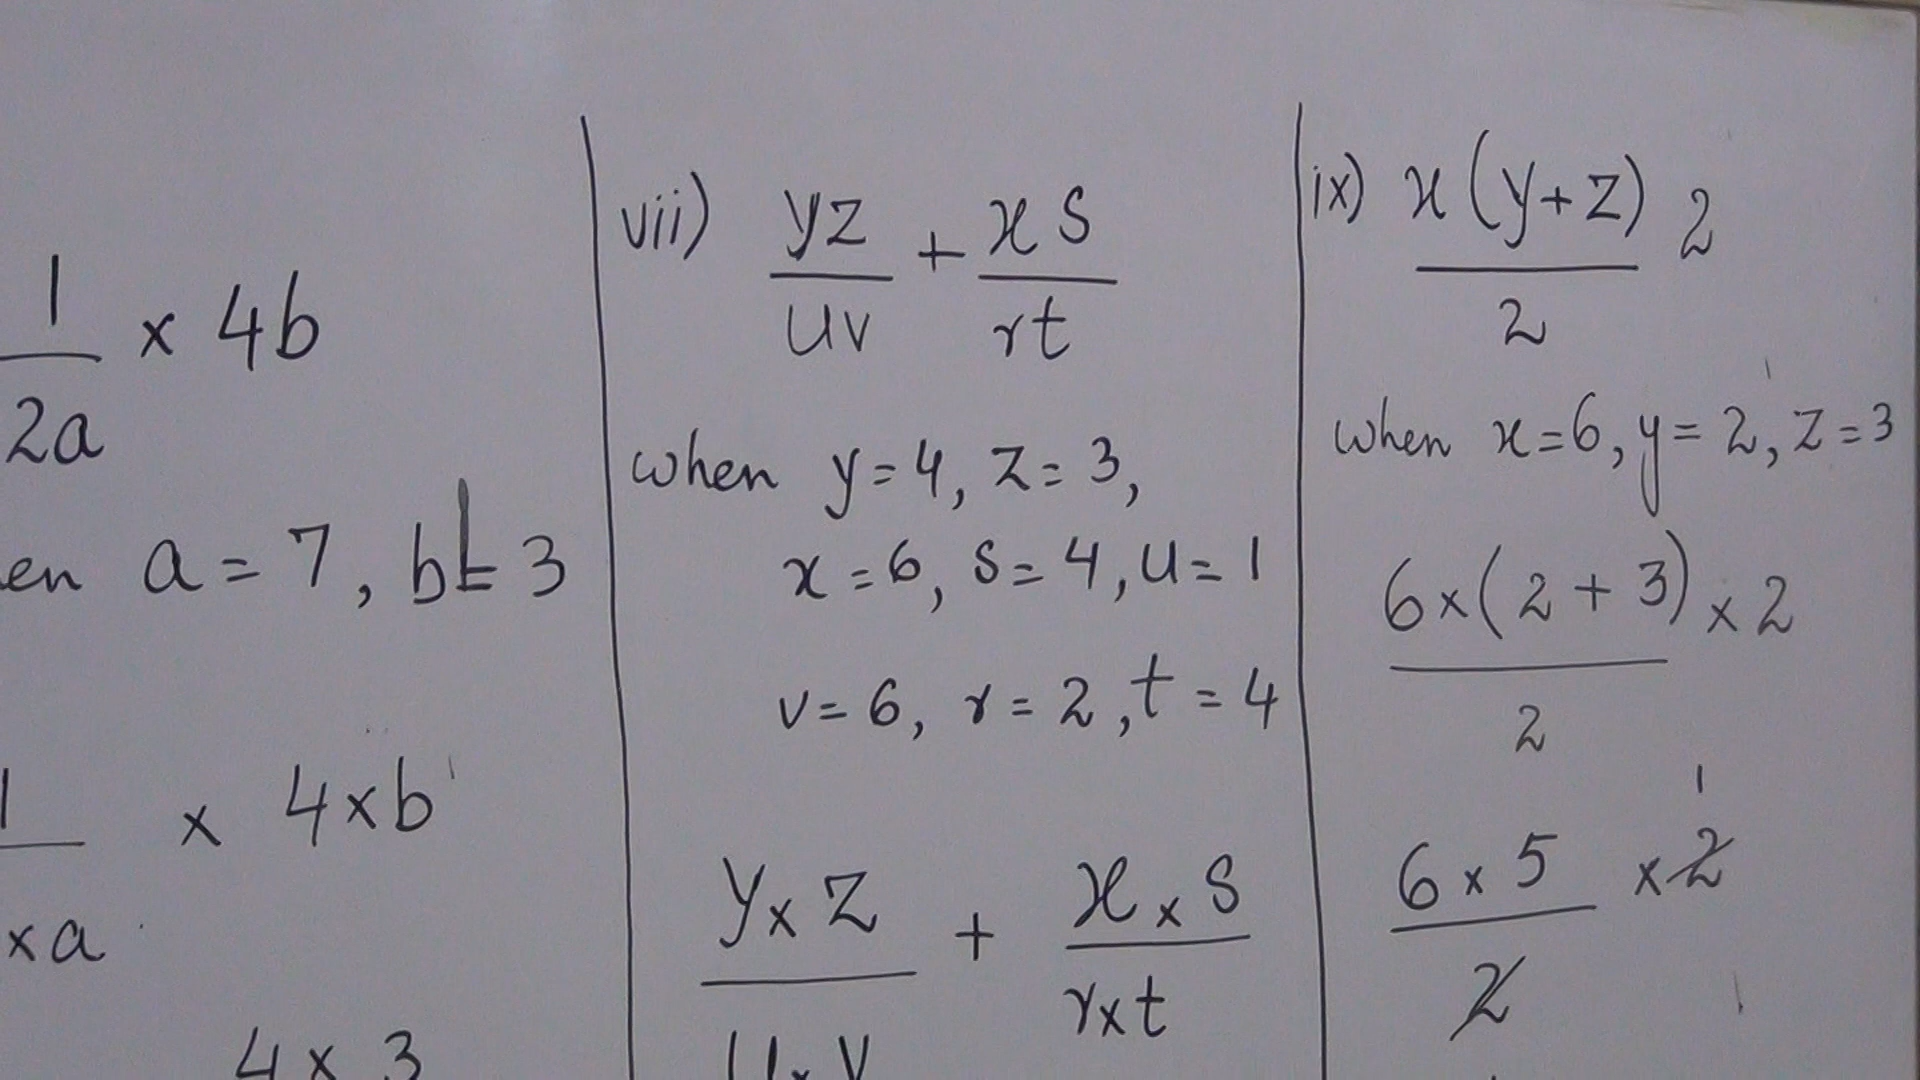 1
─── × 4b
2a
en a = 7, b = 3
1
─── × 4×b
×a
4 × 3
vii) yz/uv + xs/rt
when y = 4, z = 3,
x = 6, s = 4, u = 1
v = 6, r = 2, t = 4
y × z + x × s
r×t
u × v
ix) x(y+z) 2
2
when x = 6, y = 2, z = 3
6×(2 + 3) × 2
2
1
6 × 5 × 2
2